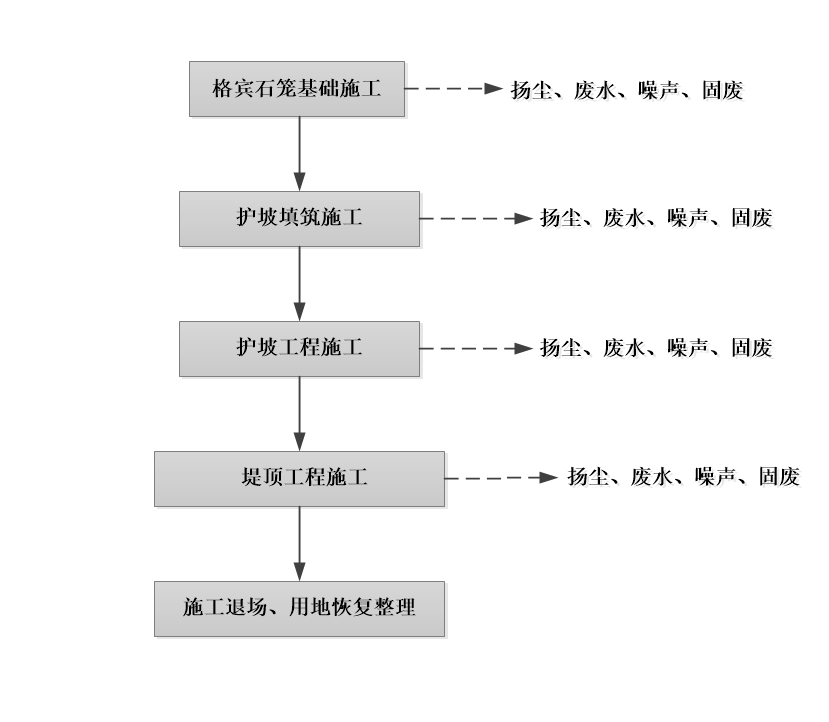 格宾石笼基础施工
扬尘、废水、噪声、固废
护坡填筑施工
扬尘、废水、噪声、固废
护坡工程施工
扬尘、废水、噪声、固废
堤顶工程施工
扬尘、废水、噪声、固废
施工退场、用地恢复整理